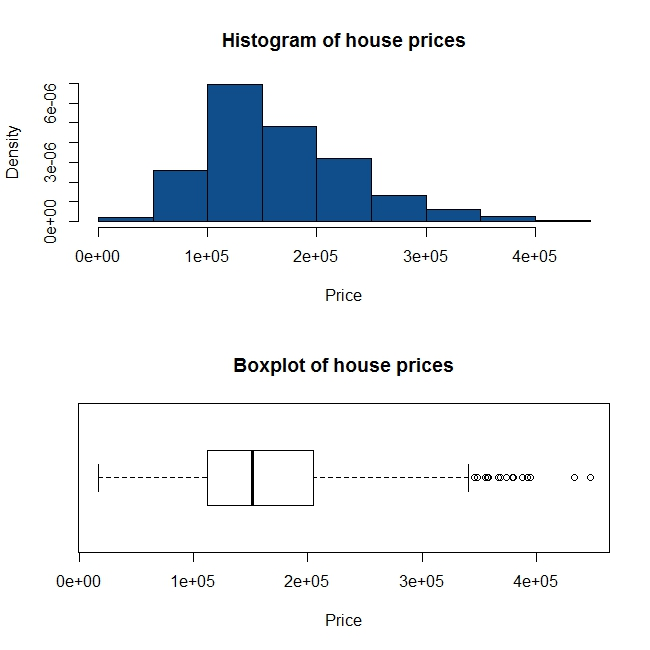 Histogram of house prices
Density
6e-06
3e-06
0e+00
0e+00 1e+05 2e+05 3e+05 4e+05
Price
Boxplot of house prices
0e+00 1e+05 2e+05 3e+05 4e+05
Price